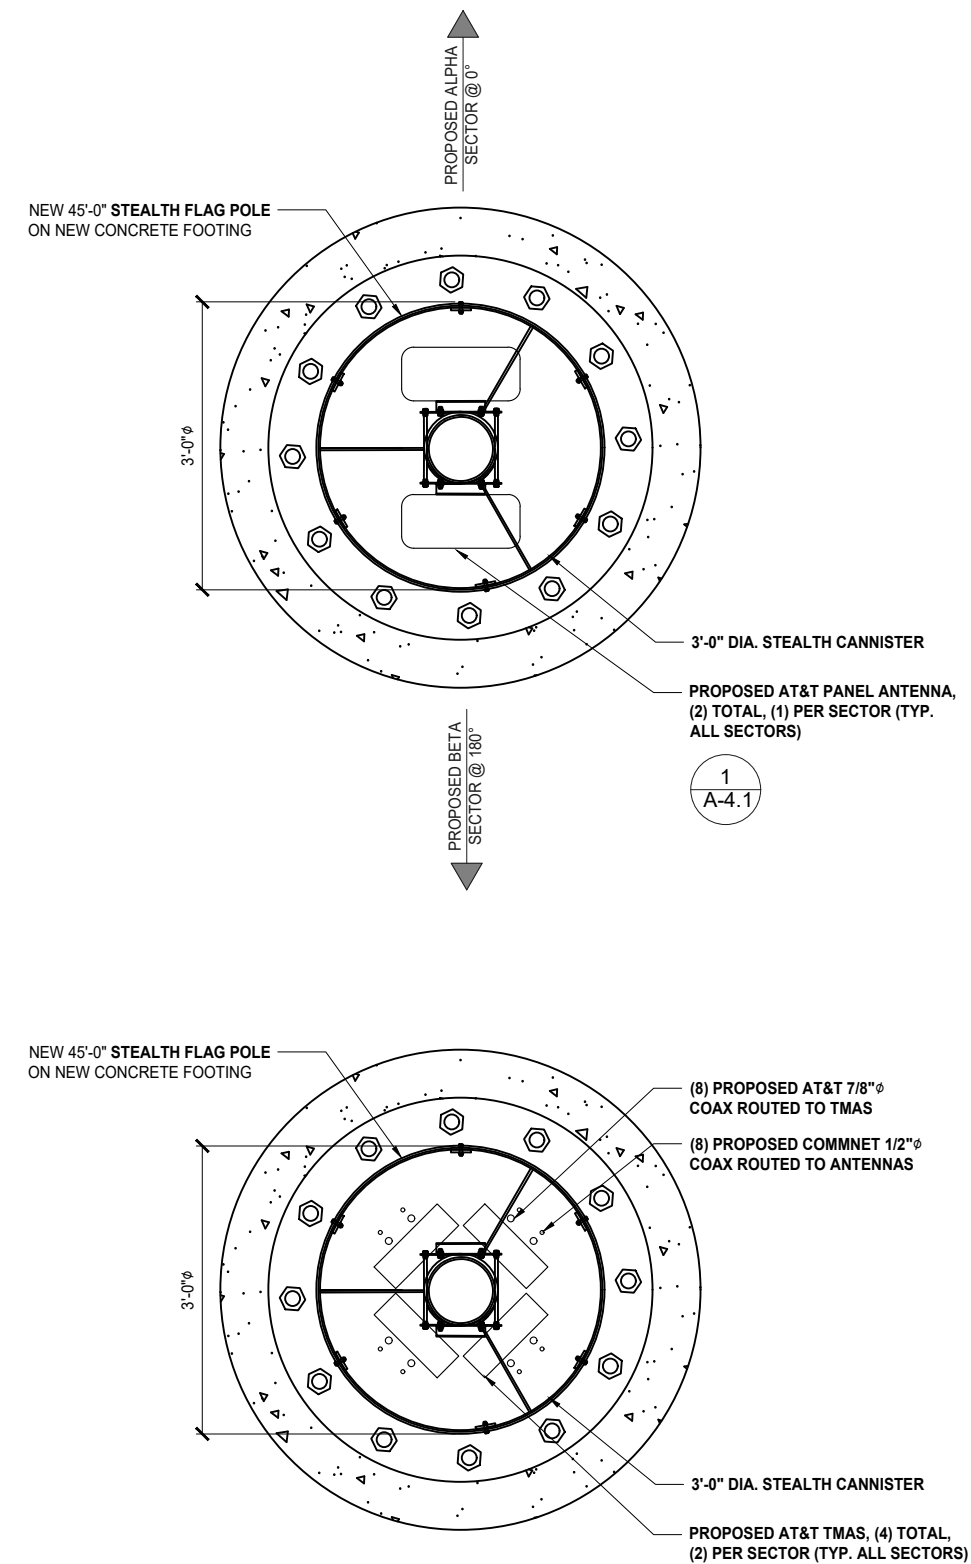 PROPOSED ALPHA
SECTOR @ 0°
NEW 45'-0" STEALTH FLAG POLE
ON NEW CONCRETE FOOTING
3'-0"ø
3'-0" DIA. STEALTH CANNISTER
PROPOSED AT&T PANEL ANTENNA,
(2) TOTAL, (1) PER SECTOR (TYP.
ALL SECTORS)
1
A-4.1
PROPOSED BETA
SECTOR @ 180°
NEW 45'-0" STEALTH FLAG POLE
ON NEW CONCRETE FOOTING
(8) PROPOSED AT&T 7/8"ø
COAX ROUTED TO TMAS
(8) PROPOSED COMMNET 1/2"ø
COAX ROUTED TO ANTENNAS
3'-0"ø
3'-0" DIA. STEALTH CANNISTER
PROPOSED AT&T TMAS, (4) TOTAL,
(2) PER SECTOR (TYP. ALL SECTORS)